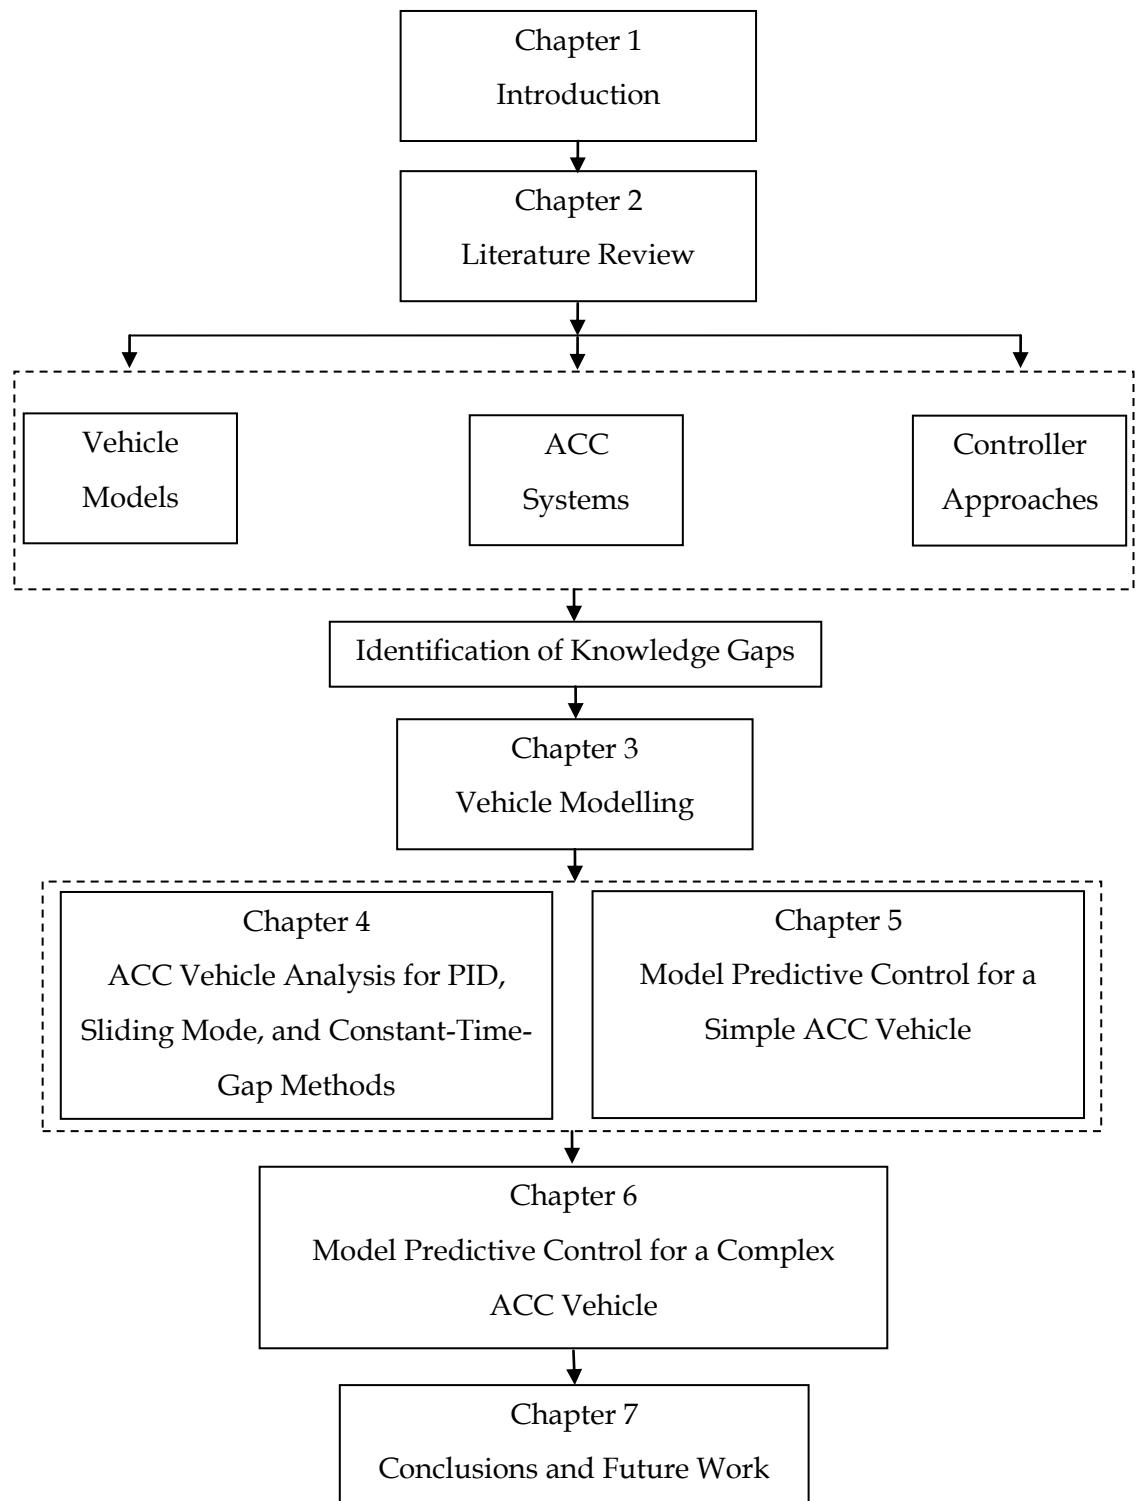 Chapter 1
Introduction
Chapter 2
Literature Review
Vehicle
Models
ACC
Systems
Controller
Approaches
Identification of Knowledge Gaps
Chapter 3
Vehicle Modelling
Chapter 4
ACC Vehicle Analysis for PID,
Sliding Mode, and Constant-Time-
Gap Methods
Chapter 5
Model Predictive Control for a
Simple ACC Vehicle
Chapter 6
Model Predictive Control for a Complex
ACC Vehicle
Chapter 7
Conclusions and Future Work